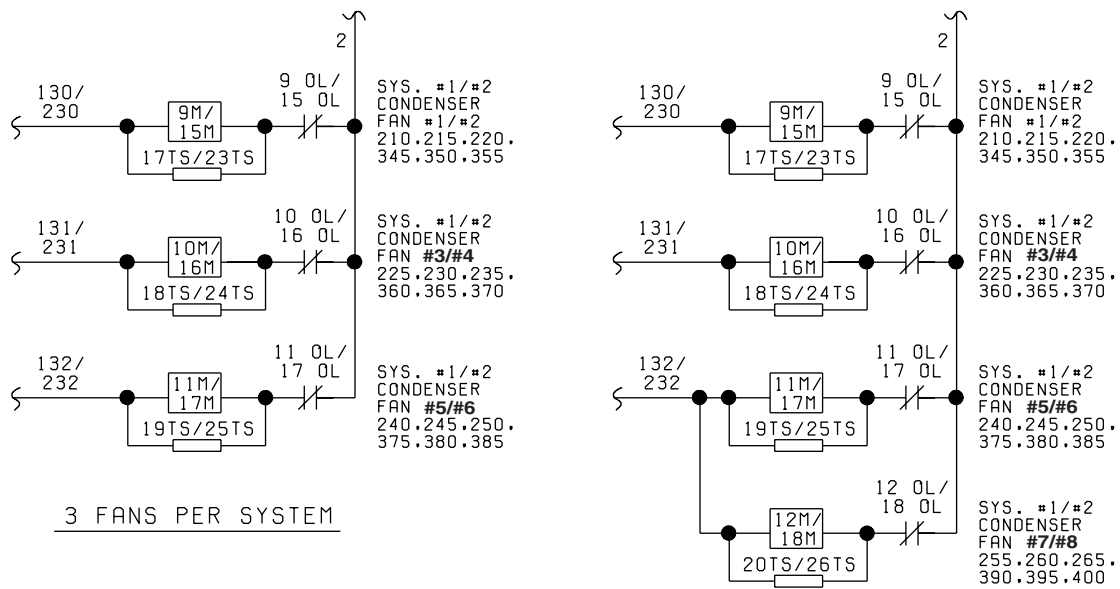 2
130/
230
9M/
15M
17TS/23TS
9 OL/
15 OL
SYS. #1/#2
CONDENSER
FAN #1/#2
210,215,220,
345,350,355
131/
231
10M/
16M
18TS/24TS
10 OL/
16 OL
SYS. #1/#2
CONDENSER
FAN #3/#4
225,230,235,
360,365,370
132/
232
11M/
17M
19TS/25TS
11 OL/
17 OL
SYS. #1/#2
CONDENSER
FAN #5/#6
240,245,250,
375,380,385
3 FANS PER SYSTEM
2
130/
230
9M/
15M
17TS/23TS
9 OL/
15 OL
SYS. #1/#2
CONDENSER
FAN #1/#2
210,215,220,
345,350,355
131/
231
10M/
16M
18TS/24TS
10 OL/
16 OL
SYS. #1/#2
CONDENSER
FAN #3/#4
225,230,235,
360,365,370
132/
232
11M/
17M
19TS/25TS
11 OL/
17 OL
SYS. #1/#2
CONDENSER
FAN #5/#6
240,245,250,
375,380,385
12M/
18M
20TS/26TS
12 OL/
18 OL
SYS. #1/#2
CONDENSER
FAN #7/#8
255,260,265,
390,395,400